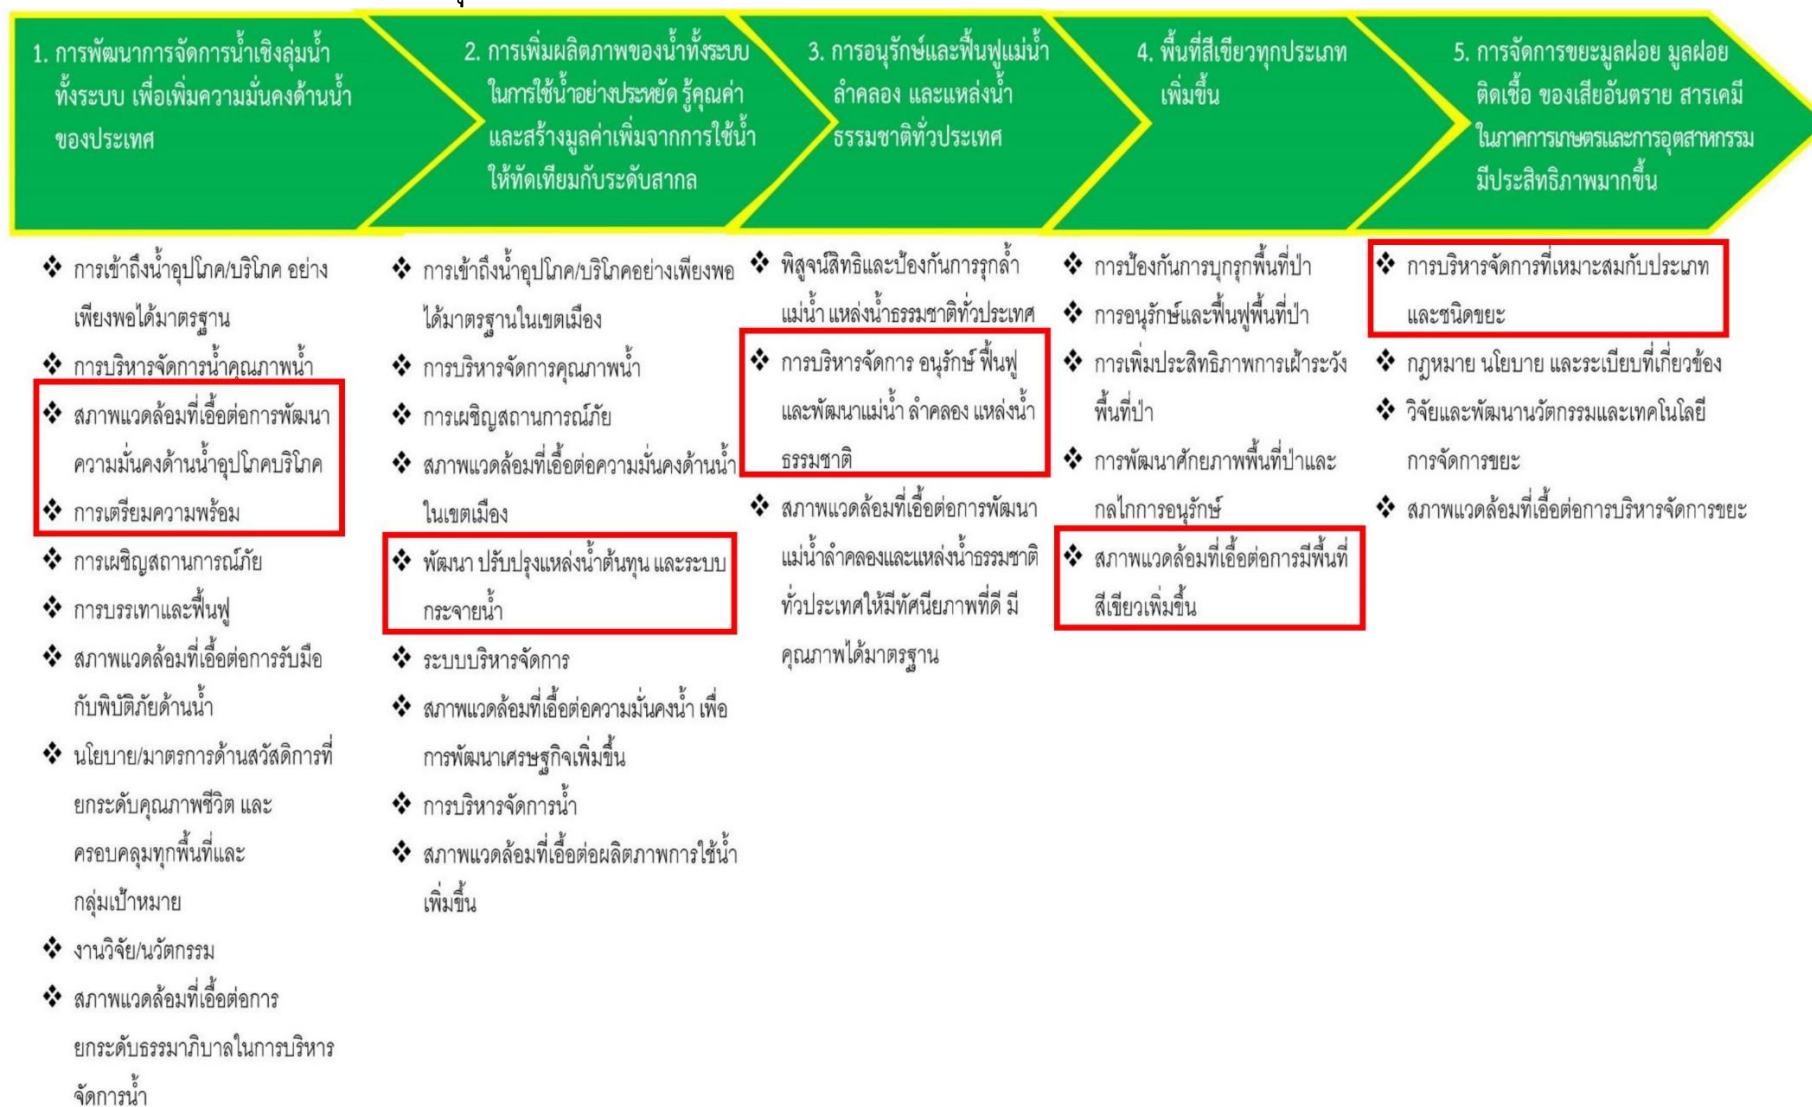 1. การพัฒนาการจัดการน้ำเชิงลุ่มน้ำ
ทั้งระบบ เพื่อเพิ่มความมั่นคงด้านน้ำ
ของประเทศ
2. การเพิ่มผลิตภาพของน้ำทั้งระบบ
ในการใช้น้ำอย่างประหยัด รู้คุณค่า
และสร้างมูลค่าเพิ่มจากการใช้น้ำ
ให้ทัดเทียมกับระดับสากล
3. การอนุรักษ์และฟื้นฟูแม่น้ำ
ลำคลอง และแหล่งน้ำ
ธรรมชาติทั่วประเทศ
4. พื้นที่สีเขียวทุกประเภท
เพิ่มขึ้น
5. การจัดการขยะมูลฝอย มูลฝอย
ติดเชื้อ ของเสียอันตราย สารเคมี
ในภาคการเกษตรและการอุตสาหกรรม
มีประสิทธิภาพมากขึ้น
❖ การเข้าถึงน้ำอุปโภค/บริโภค อย่าง
เพียงพอได้มาตรฐาน
❖ การบริหารจัดการน้ำคุณภาพน้ำ
❖ สภาพแวดล้อมที่เอื้อต่อการพัฒนา
ความมั่นคงด้านน้ำอุปโภคบริโภค
❖ การเตรียมความพร้อม
❖ การเผชิญสถานการณ์ภัย
❖ การบรรเทาและฟื้นฟู
❖ สภาพแวดล้อมที่เอื้อต่อการรับมือ
กับพิบัติภัยด้านน้ำ
❖ นโยบาย/มาตรการด้านสวัสดิการที่
ยกระดับคุณภาพชีวิต และ
ครอบคลุมทุกพื้นที่และ
กลุ่มเป้าหมาย
❖ งานวิจัย/นวัตกรรม
❖ สภาพแวดล้อมที่เอื้อต่อการ
ยกระดับธรรมาภิบาลในการบริหาร
จัดการน้ำ
❖ การเข้าถึงน้ำอุปโภค/บริโภคอย่างเพียงพอ
ได้มาตรฐานในเขตเมือง
❖ การบริหารจัดการคุณภาพน้ำ
❖ การเผชิญสถานการณ์ภัย
❖ สภาพแวดล้อมที่เอื้อต่อความมั่นคงด้านน้ำ
ในเขตเมือง
❖ พัฒนา ปรับปรุงแหล่งน้ำต้นทุน และระบบ
กระจายน้ำ
❖ ระบบบริหารจัดการ
❖ สภาพแวดล้อมที่เอื้อต่อความมั่นคงน้ำ เพื่อ
การพัฒนาเศรษฐกิจเพิ่มขึ้น
❖ การบริหารจัดการน้ำ
❖ สภาพแวดล้อมที่เอื้อต่อผลิตภาพการใช้น้ำ
เพิ่มขึ้น
❖ พิสูจน์สิทธิและป้องกันการรุกล้ำ
แม่น้ำ แหล่งน้ำธรรมชาติทั่วประเทศ
❖ การบริหารจัดการ อนุรักษ์ ฟื้นฟู
และพัฒนาแม่น้ำ ลำคลอง แหล่งน้ำ
ธรรมชาติ
❖ สภาพแวดล้อมที่เอื้อต่อการพัฒนา
แม่น้ำลำคลองและแหล่งน้ำธรรมชาติ
ทั่วประเทศให้มีทัศนียภาพที่ดี มี
คุณภาพได้มาตรฐาน
❖ การป้องกันการบุกรุกพื้นที่ป่า
❖ การอนุรักษ์และฟื้นฟูพื้นที่ป่า
❖ การเพิ่มประสิทธิภาพการเฝ้าระวัง
พื้นที่ป่า
❖ การพัฒนาศักยภาพพื้นที่ป่าและ
กลไกการอนุรักษ์
❖ สภาพแวดล้อมที่เอื้อต่อการมีพื้นที่
สีเขียวเพิ่มขึ้น
❖ การบริหารจัดการที่เหมาะสมกับประเภท
และชนิดขยะ
❖ กฎหมาย นโยบาย และระเบียบที่เกี่ยวข้อง
❖ วิจัยและพัฒนานวัตกรรมและเทคโนโลยี
การจัดการขยะ
❖ สภาพแวดล้อมที่เอื้อต่อการบริหารจัดการขยะ